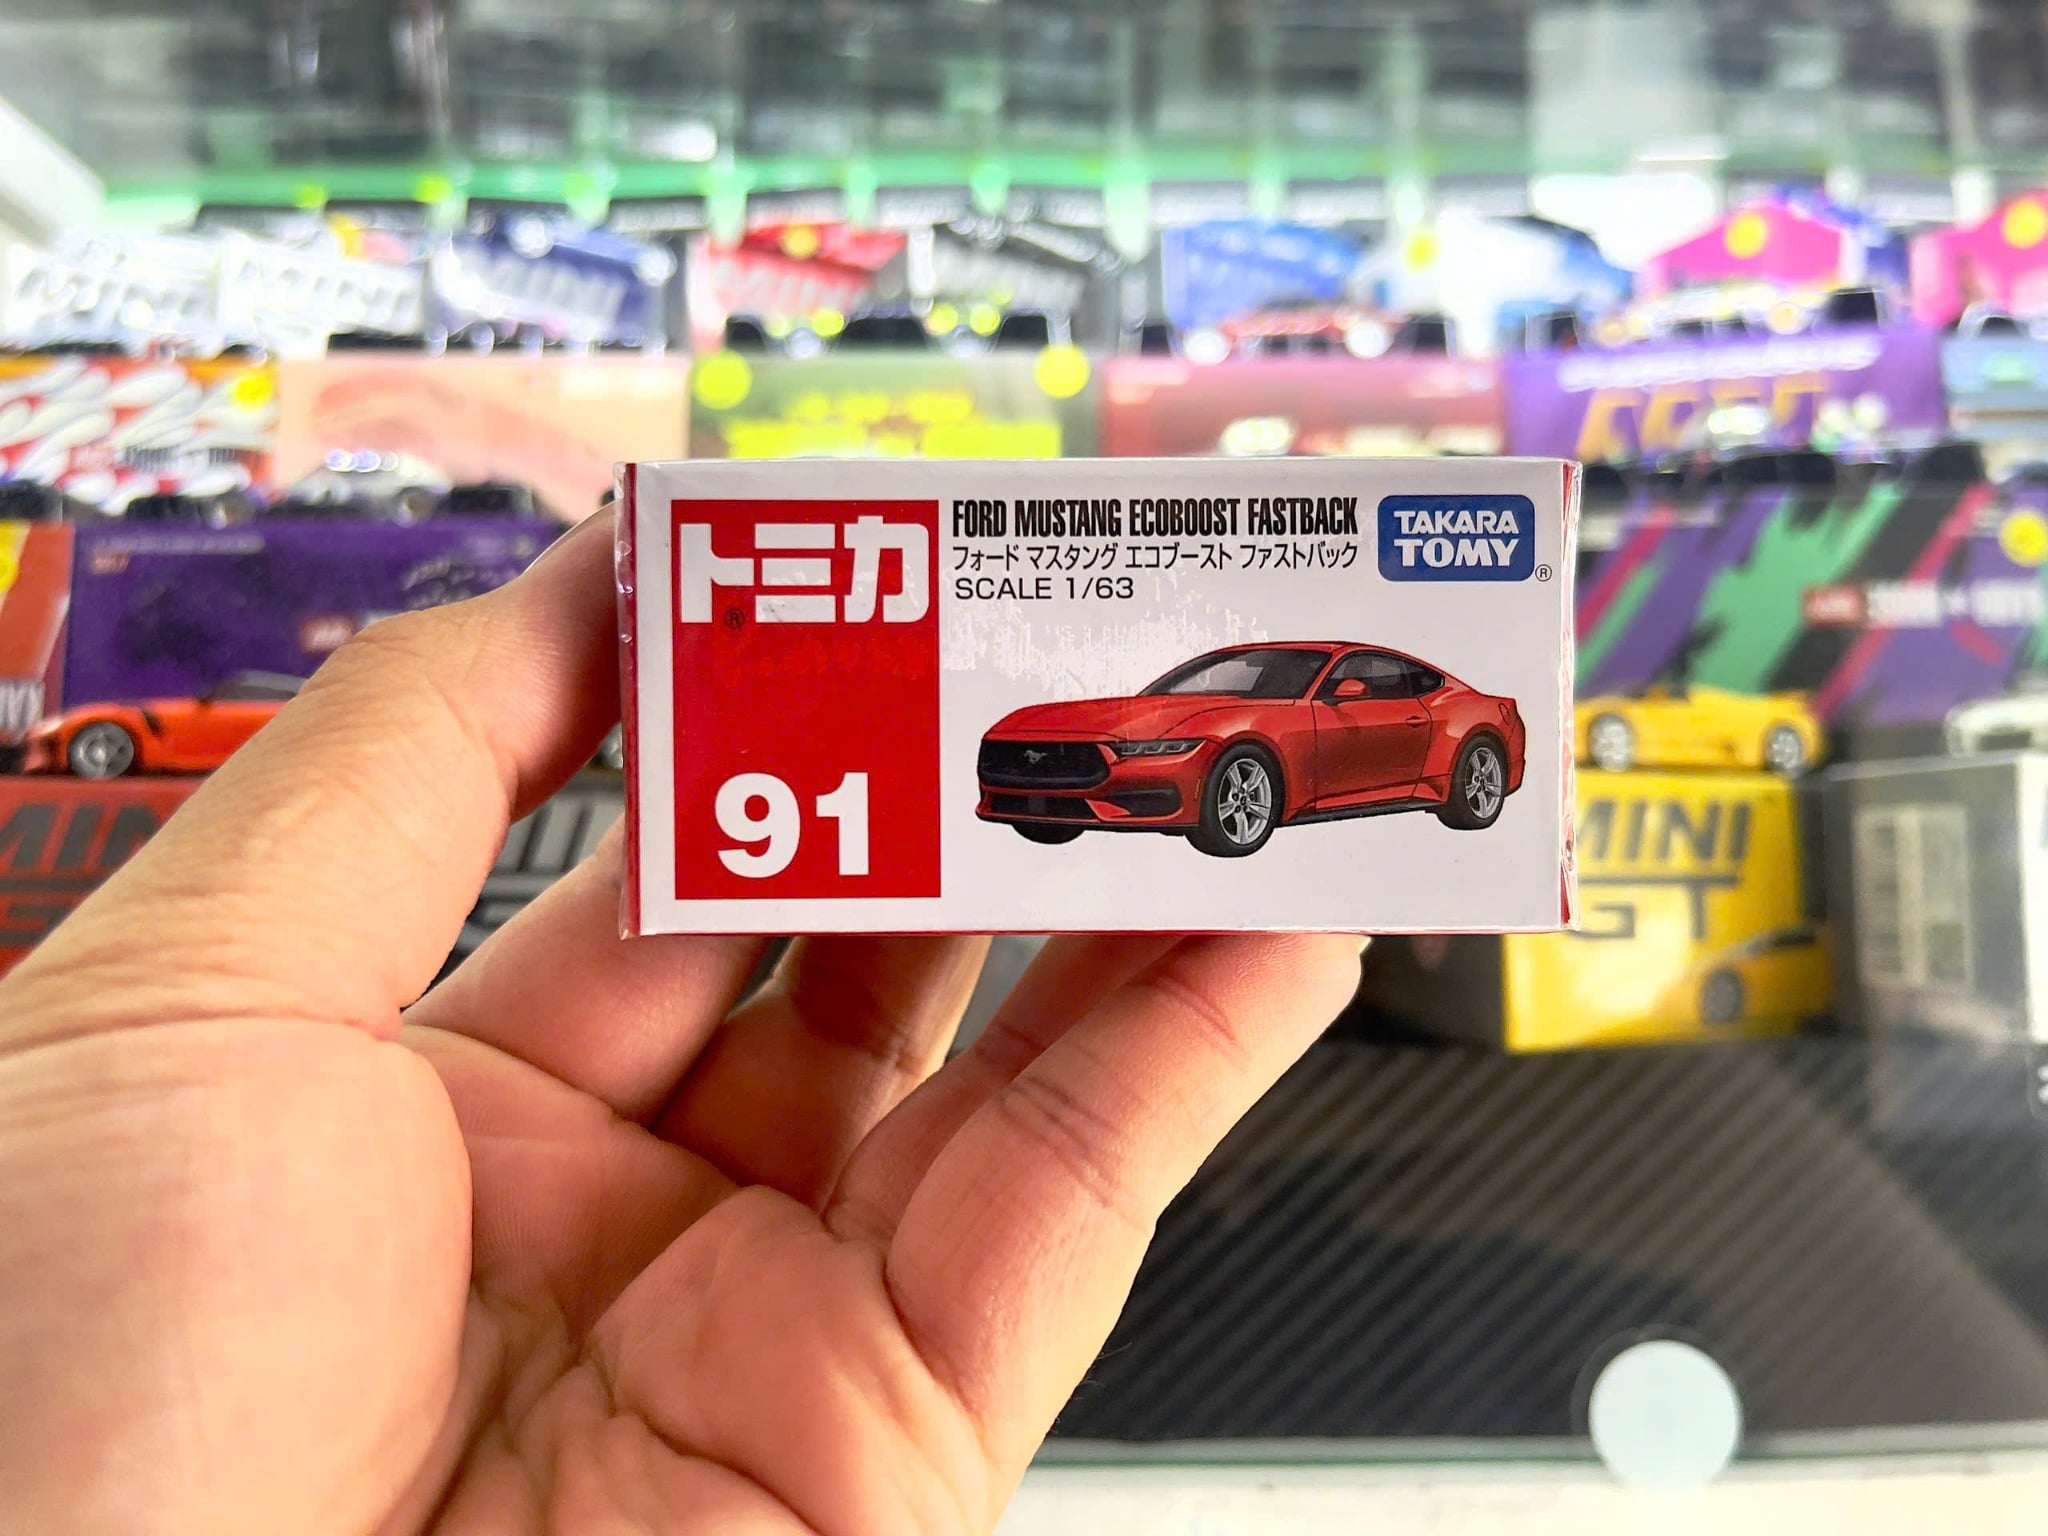 トミカ
®
91
FORD MUSTANG ECOBOOST FASTBACK
フォード マスタング エコブースト ファストバック
SCALE 1/63
TAKARA
TOMY
®
MINI
GT